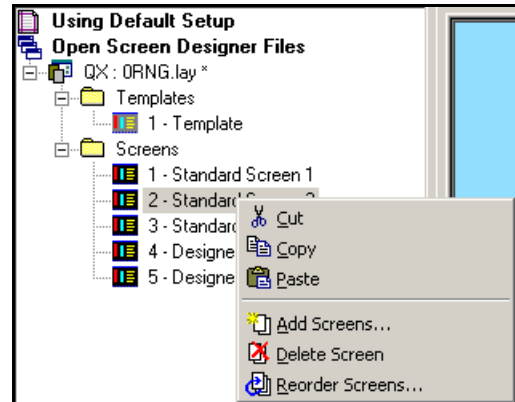 Using Default Setup
Open Screen Designer Files
QX : 0RNG.lay *
Templates
1 - Template
Screens
1 - Standard Screen 1
2 - Standard
3 - Standard
4 - Designe
5 - Designe
Cut
Copy
Paste
Add Screens...
Delete Screen
Reorder Screens...